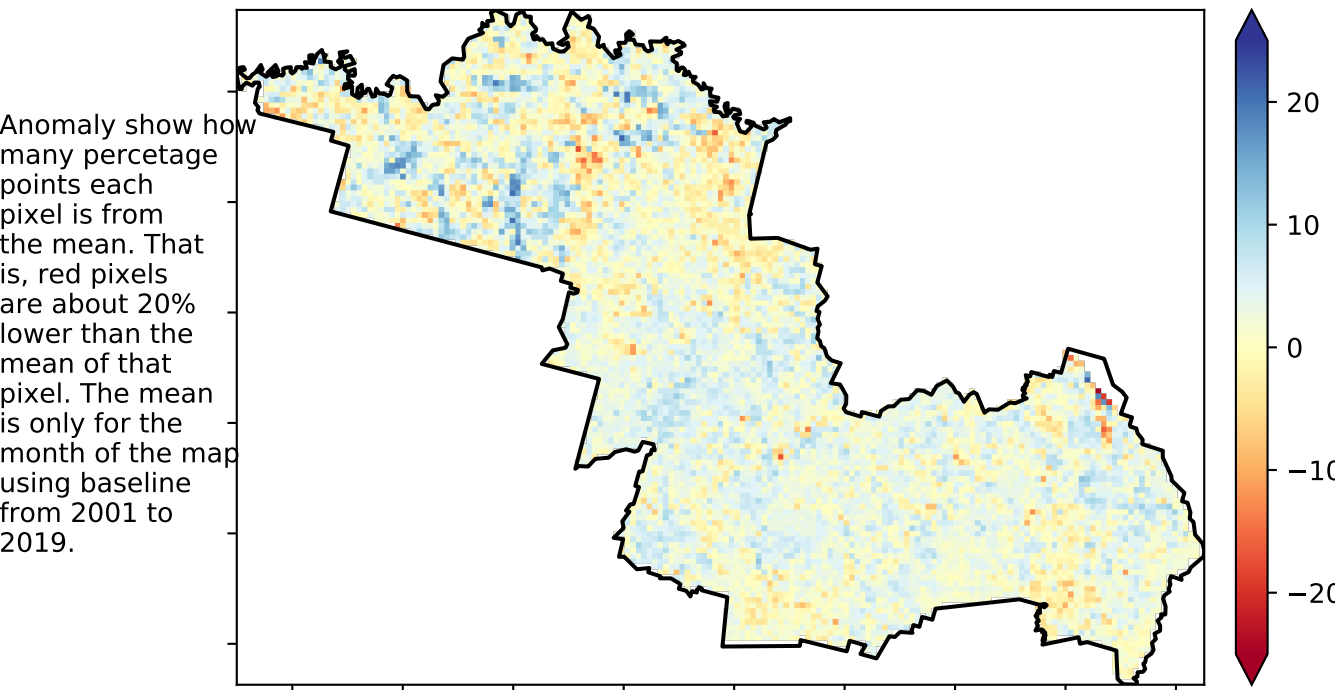 Anomaly show how
many percetage
points each
pixel is from
the mean. That
is, red pixels
are about 20%
lower than the
mean of that
pixel. The mean
is only for the
month of the map
using baseline
from 2001 to
2019.
20
10
0
−10
−20